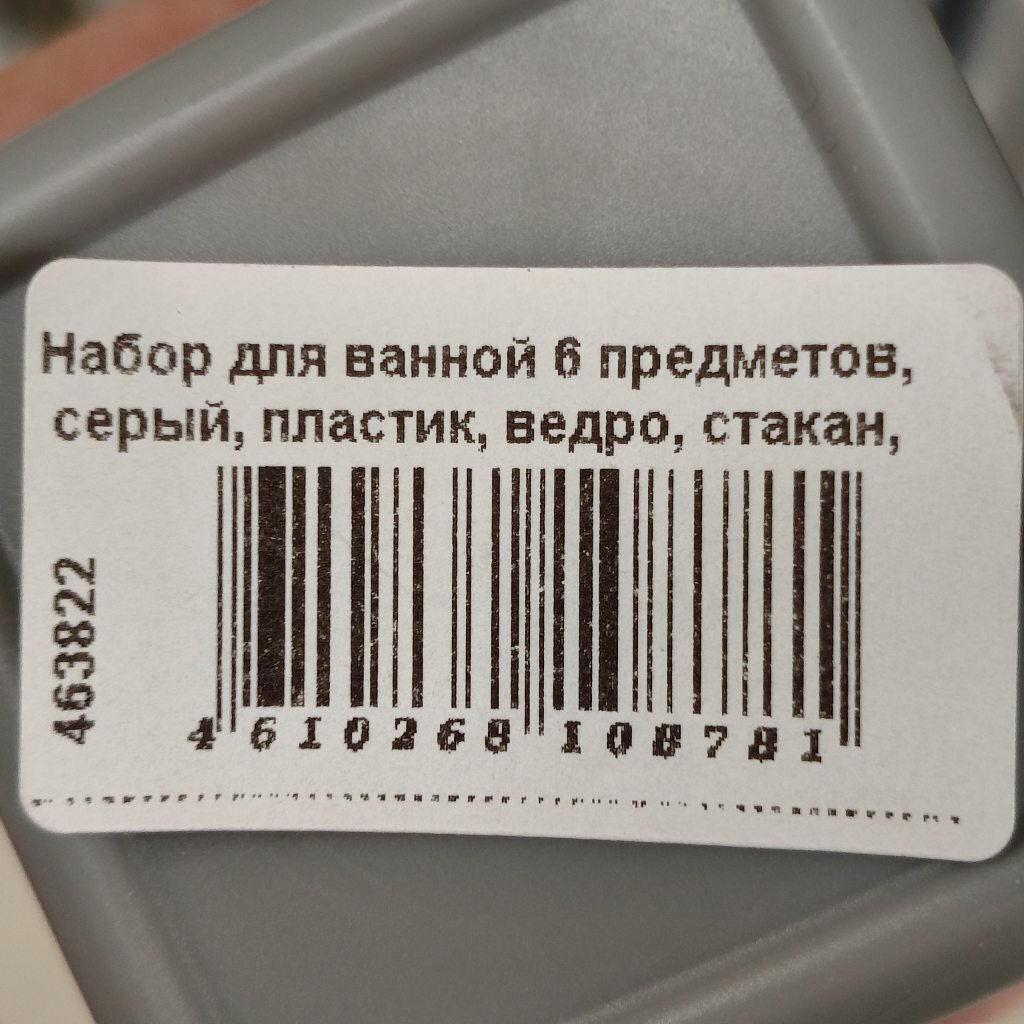 Набор для ванной 6 предметов,
серый, пластик, ведро, стакан,
463822
4 610268 108781